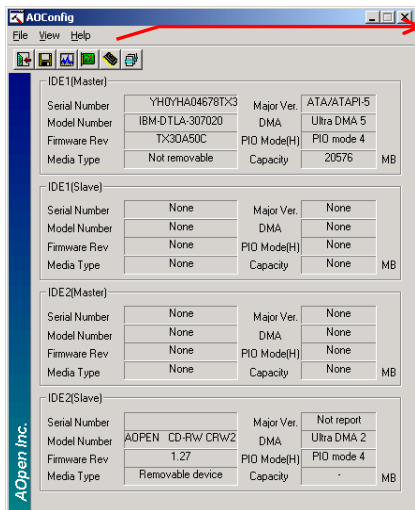 AOConfig
File View Help
IDE1(Master)
Serial Number YH0YHA04678TX3 Major Ver. ATA/ATAPI-5
Model Number IBM-DTLA-307020 DMA Ultra DMA 5
Firmware Rev TX3OA50C PIO Mode(H) PIO mode 4
Media Type Not removable Capacity 20576 MB
IDE1(Slave)
Serial Number None Major Ver. None
Model Number None DMA None
Firmware Rev None PIO Mode(H) None
Media Type None Capacity None MB
IDE2(Master)
Serial Number None Major Ver. None
Model Number None DMA None
Firmware Rev None PIO Mode(H) None
Media Type None Capacity None MB
IDE2(Slave)
Serial Number Major Ver. Not report
Model Number AOPEN CD-RW CRW2 DMA Ultra DMA 2
Firmware Rev 1.27 PIO Mode(H) PIO mode 4
Media Type Removable device Capacity - MB
AOpen Inc.